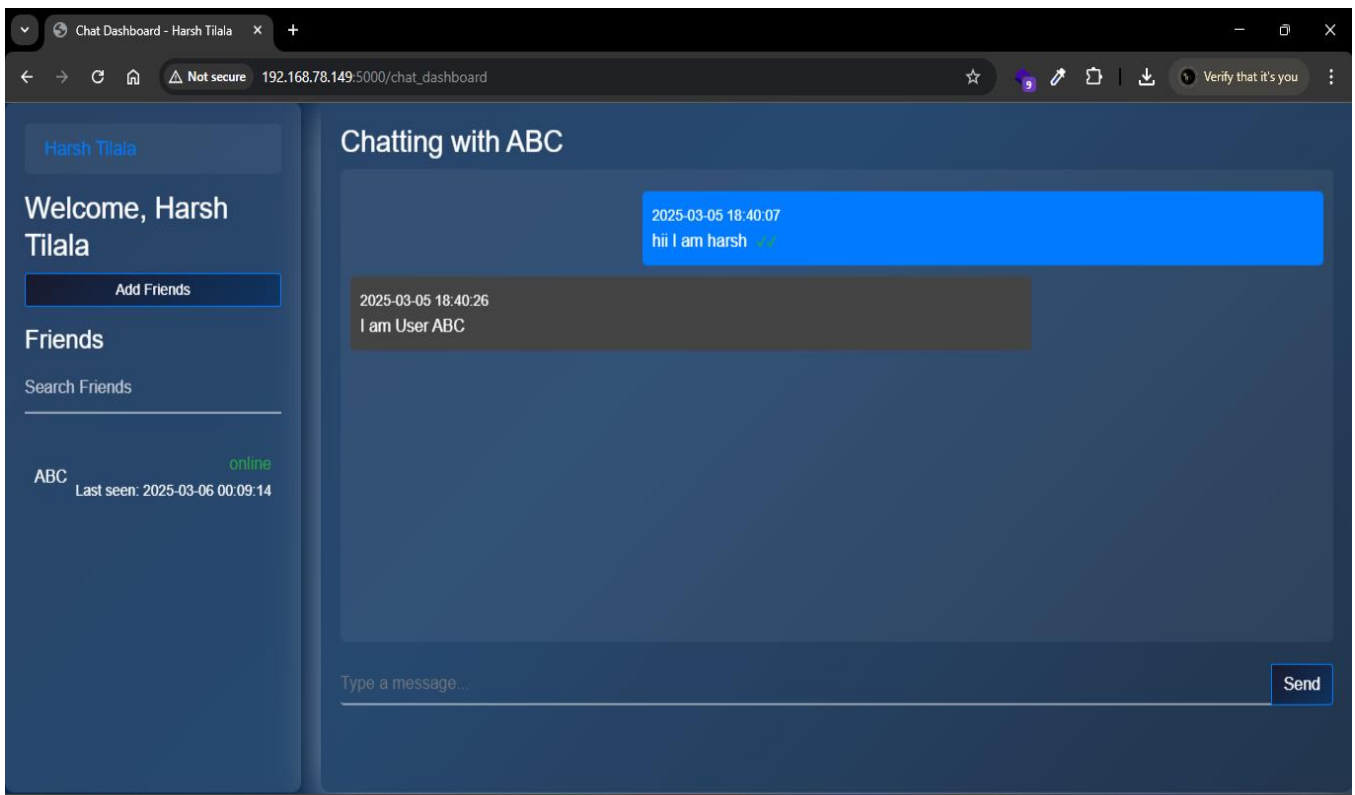 Chat Dashboard - Harsh Tilala
Not secure 192.168.78.149:5000/chat_dashboard
9
Verify that it's you
Harsh Tilala
Welcome, Harsh
Tilala
Add Friends
Friends
Search Friends
ABC
online
Last seen: 2025-03-06 00:09:14
Chatting with ABC
2025-03-05 18:40:07
hii I am harsh ✓✓
2025-03-05 18:40:26
I am User ABC
Type a message...
Send